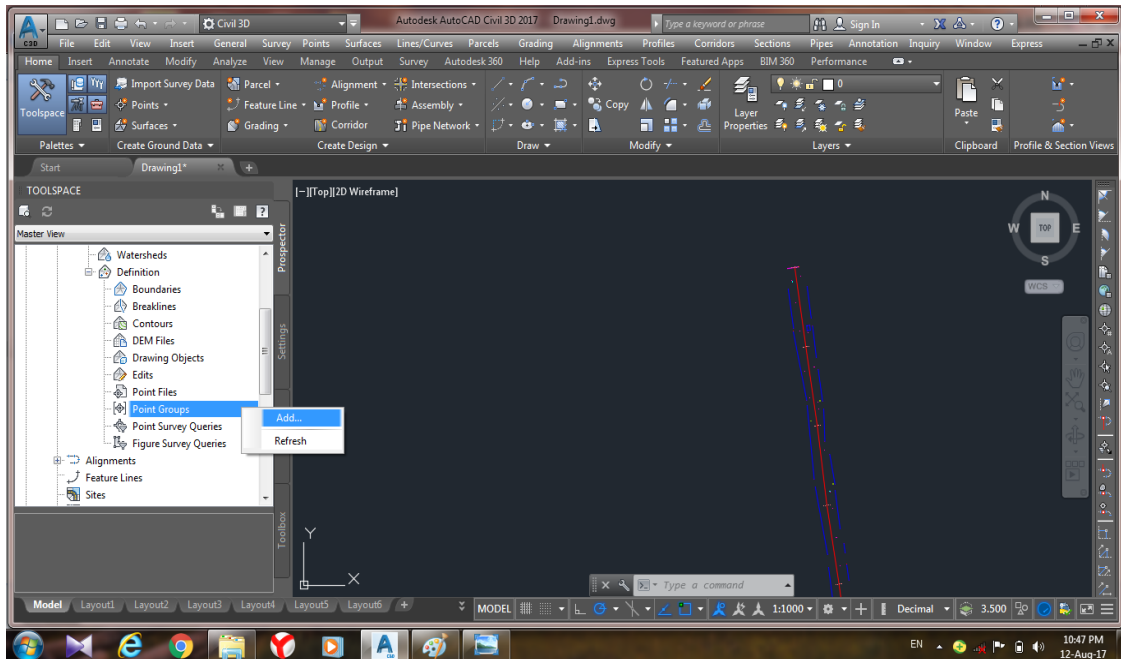 Civil 3D
Autodesk AutoCAD Civil 3D 2017 Drawing1.dwg
Type a keyword or phrase
Sign In
C3D
File Edit View Insert General Survey Points Surfaces Lines/Curves Parcels Grading Alignments Profiles Corridors Sections Pipes Annotation Inquiry Window Express
Home Insert Annotate Modify Analyze View Manage Output Survey Autodesk 360 Help Add-ins Express Tools Featured Apps BIM 360 Performance
Toolspace
Import Survey Data
Points
Surfaces
Parcel
Feature Line
Grading
Alignment
Profile
Corridor
Intersections
Assembly
Pipe Network
Copy
Layer
Properties
0
Paste
Palettes
Create Ground Data
Create Design
Draw
Modify
Layers
Clipboard
Profile & Section Views
Start
Drawing1*
TOOLSPACE
Master View
Watersheds
Definition
Boundaries
Breaklines
Contours
DEM Files
Drawing Objects
Edits
Point Files
Point Groups
Point Survey Queries
Figure Survey Queries
Alignments
Feature Lines
Sites
Add...
Refresh
Prospector
Settings
Toolbox
[−][Top][2D Wireframe]
N
W
TOP
E
S
WCS
Y
X
Type a command
Model Layout1 Layout2 Layout3 Layout4 Layout5 Layout6
MODEL
1:1000
Decimal
3.500
EN
10:47 PM
12-Aug-17